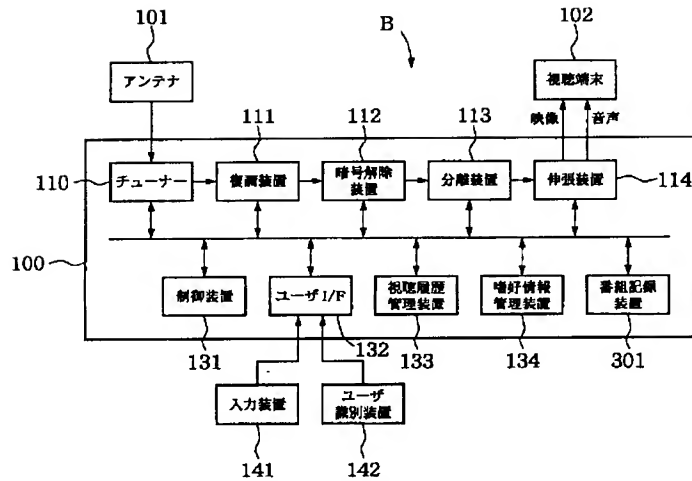 101
B
102
アンテナ
視聴端末
映像
音声
111
112
113
110
チューナー
復調装置
暗号解除
装置
分離装置
伸張装置
114
100
制御装置
ユーザ I/F
視聴履歴
管理装置
嗜好情報
管理装置
番組記録
装置
131
132
133
134
301
入力装置
ユーザ
識別装置
141
142